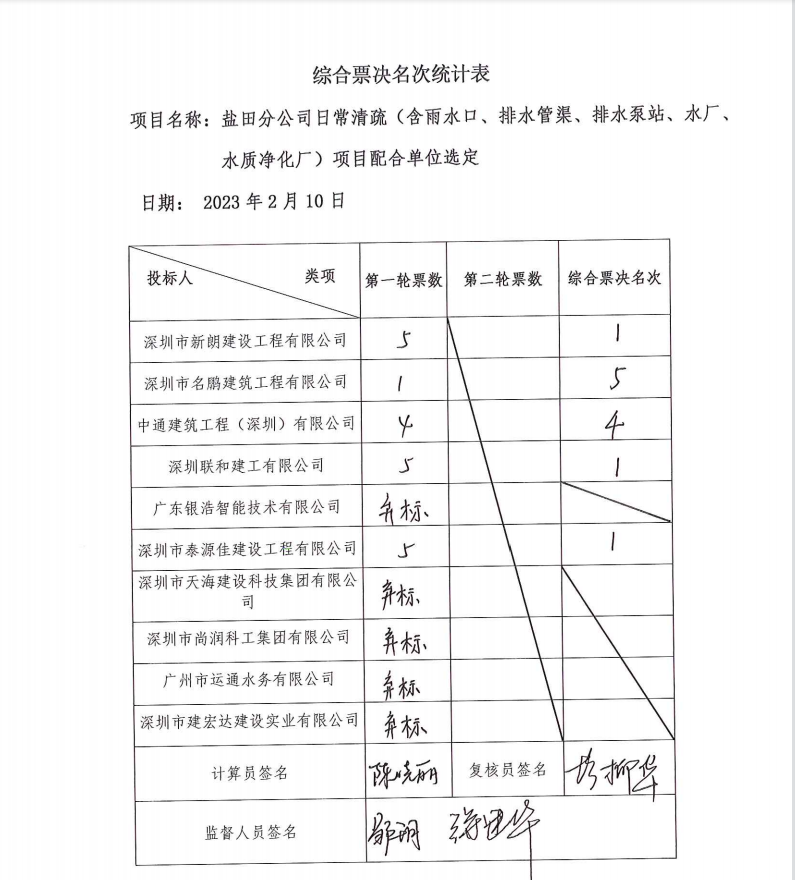 综合票决名次统计表
项目名称：盐田分公司日常清疏（含雨水口、排水管渠、排水泵站、水厂、
水质净化厂）项目配合单位选定
日期： 2023 年 2 月 10 日
投标人 类项 第一轮票数 第二轮票数 综合票决名次
深圳市新朗建设工程有限公司 5 1
深圳市名鹏建筑工程有限公司 1 5
中通建筑工程（深圳）有限公司 4 4
深圳联和建工有限公司 5 1
广东银浩智能技术有限公司 弃标
深圳市泰源佳建设工程有限公司 5 1
深圳市天海建设科技集团有限公
司 弃标
深圳市尚润科工集团有限公司 弃标
广州市运通水务有限公司 弃标
深圳市建宏达建设实业有限公司 弃标
计算员签名 陈晓丽 复核员签名
监督人员签名